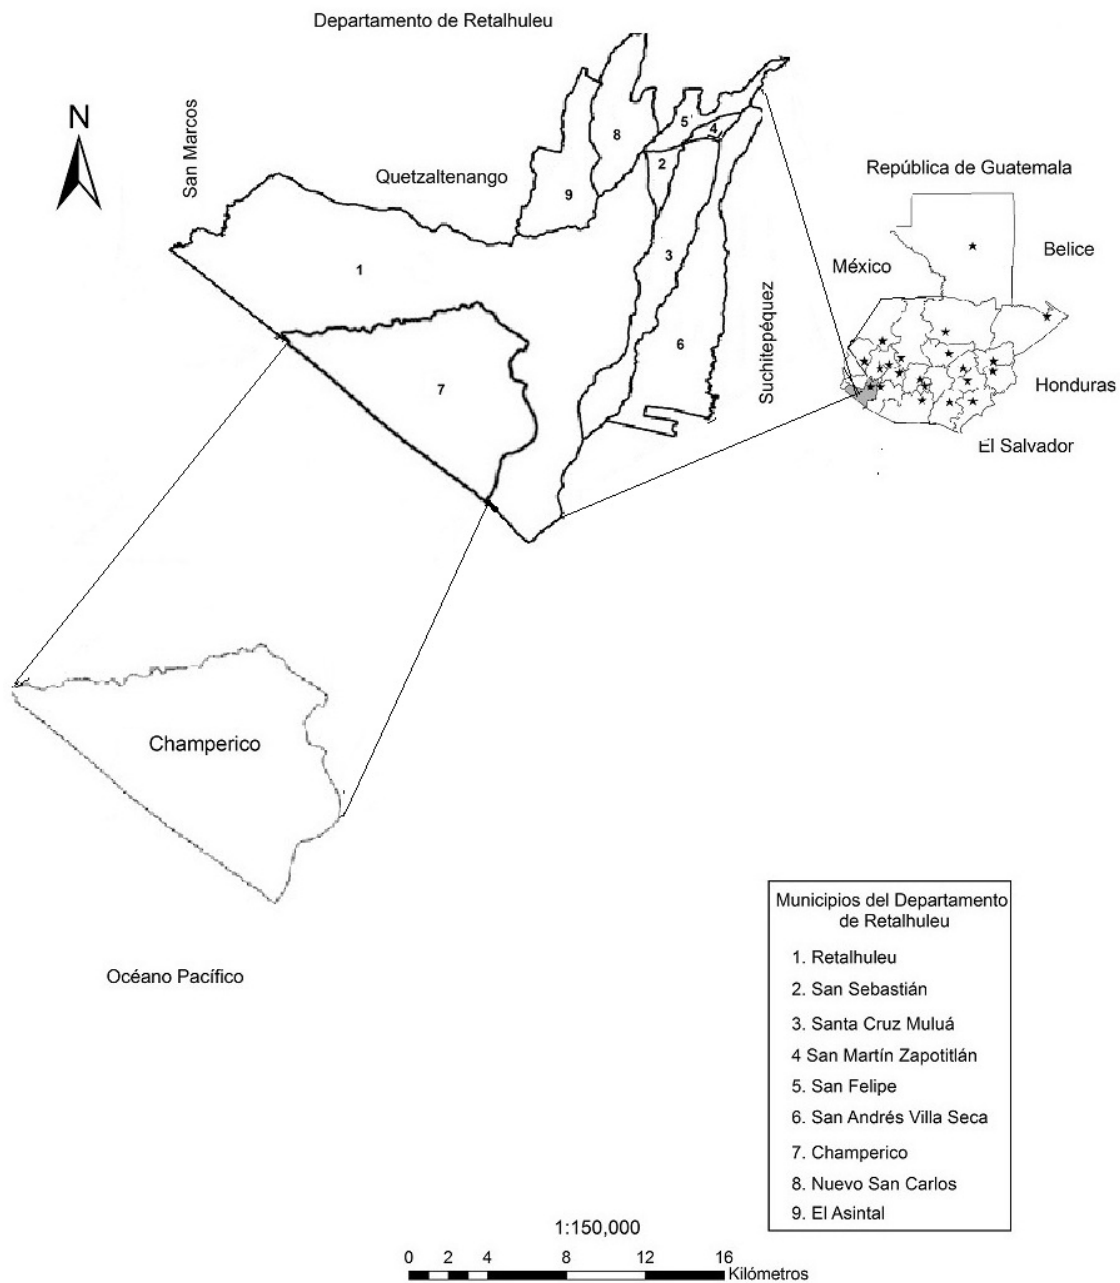 Departamento de Retalhuleu
N
San Marcos
Quetzaltenango
Suchitepéquez
1
2
3
4
5
6
7
8
9
República de Guatemala
México
Belice
Honduras
El Salvador
Champerico
Océano Pacífico
Municipios del Departamento
de Retalhuleu
1. Retalhuleu
2. San Sebastián
3. Santa Cruz Muluá
4 San Martín Zapotitlán
5. San Felipe
6. San Andrés Villa Seca
7. Champerico
8. Nuevo San Carlos
9. El Asintal
1:150,000
0 2 4 8 12 16
Kilómetros